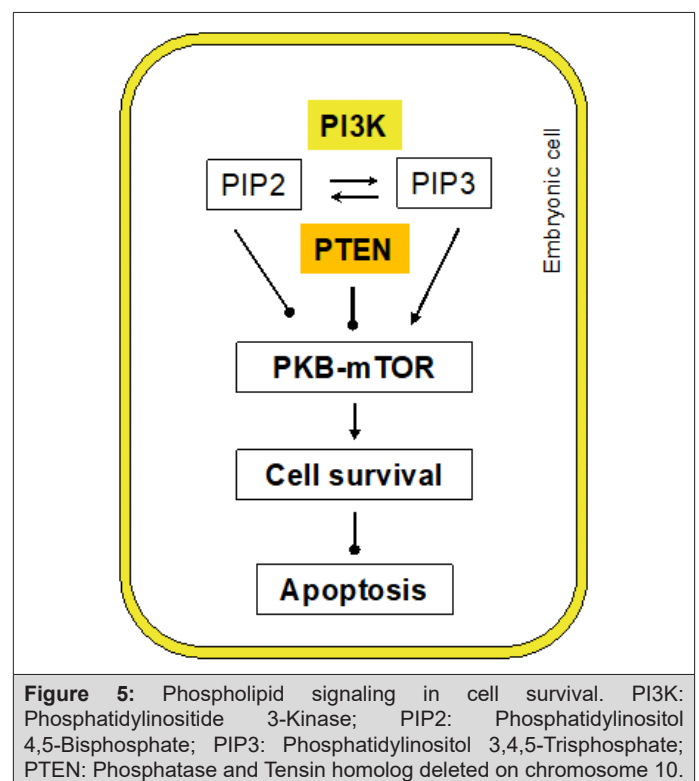 PI3K
PIP2
PIP3
PTEN
Embryonic cell
PKB-mTOR
Cell survival
Apoptosis
Figure 5: Phospholipid signaling in cell survival. PI3K:
Phosphatidylinositide 3-Kinase; PIP2: Phosphatidylinositol
4,5-Bisphosphate; PIP3: Phosphatidylinositol 3,4,5-Trisphosphate;
PTEN: Phosphatase and Tensin homolog deleted on chromosome 10.